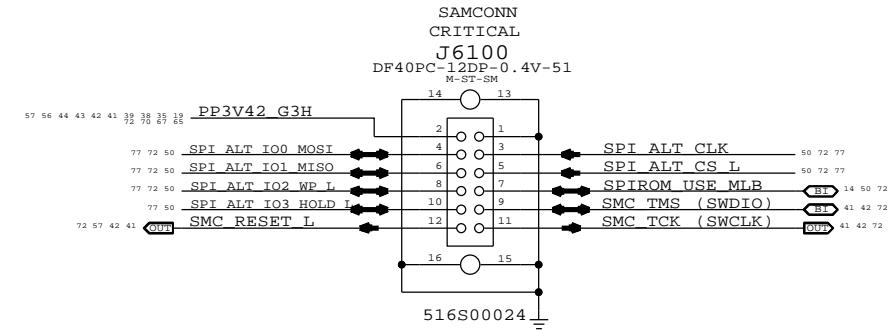 SAMCONN
CRITICAL
J6100
DF40PC-12DP-0.4V-51
M-ST-SM
14 13
57 56 44 43 42 41 39 38 35 19 PP3V42_G3H
72 70 67 65
2 1
77 72 50 SPI_ALT_IO0_MOSI 4 3 SPI_ALT_CLK 50 72 77
77 72 50 SPI_ALT_IO1_MISO 6 5 SPI_ALT_CS_L 50 72 77
77 72 50 SPI_ALT_IO2_WP_L 8 7 SPIROM_USE_MLB BI 14 50 72
77 50 SPI_ALT_IO3_HOLD_L 10 9 SMC_TMS (SWDIO) BI 41 42 72
72 57 42 41 OUT SMC_RESET_L 12 11 SMC_TCK (SWCLK) OUT 41 42 72
16 15
516S00024